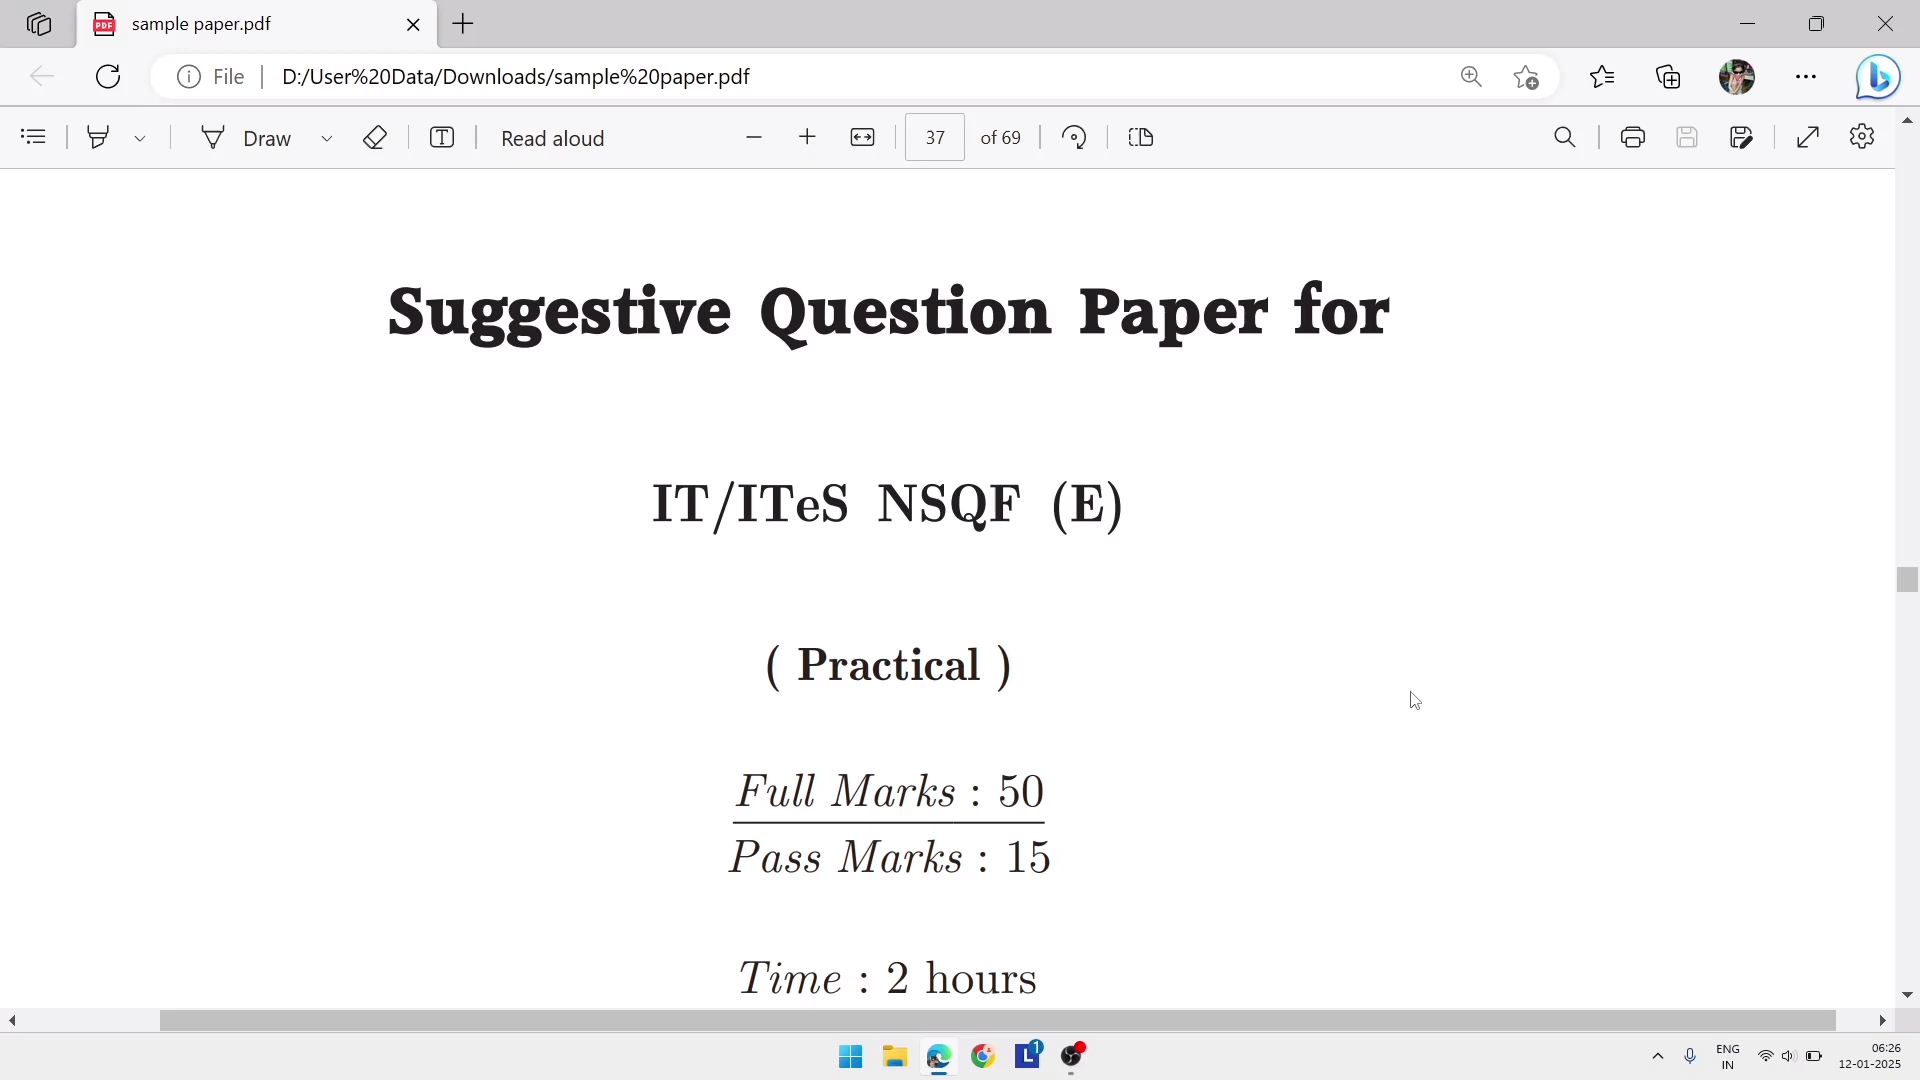 sample paper.pdf
File D:/User%20Data/Downloads/sample%20paper.pdf
Draw Read aloud 37 of 69
Suggestive Question Paper for
IT/ITeS NSQF (E)
( Practical )
Full Marks : 50
Pass Marks : 15
Time : 2 hours
ENG
IN
06:26
12-01-2025